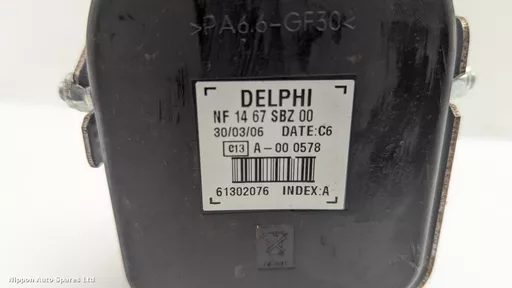 >PA6.6-GF30<
DELPHI
NF 14 67 SBZ 00
30/03/06 DATE:C6
e13 A-00 0578
61302076 INDEX:A
Nippon Auto Spares Ltd